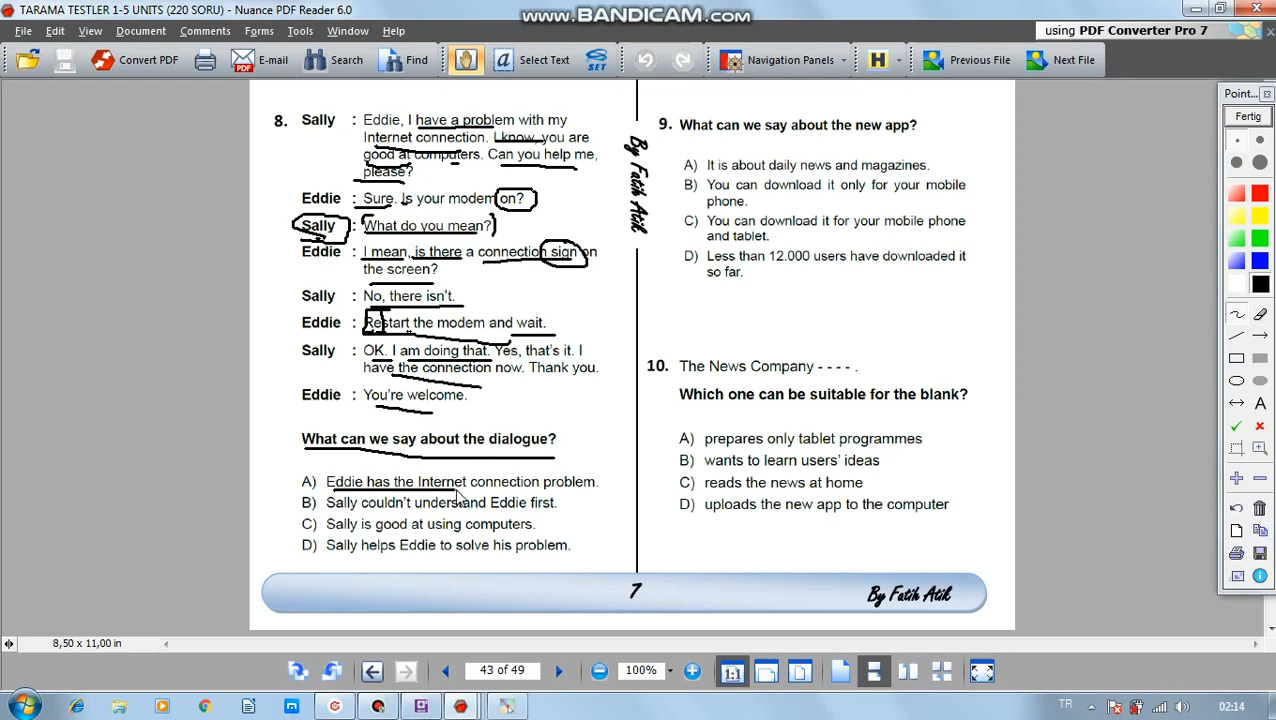 TARAMA TESTLER 1-5 UNITS (220 SORU) - Nuance PDF Reader 6.0
www.BANDICAM.com
File Edit View Document Comments Forms Tools Window Help
using PDF Converter Pro 7
Convert PDF E-mail Search Find Select Text SET Navigation Panels H Previous File Next File
8. Sally : Eddie, I have a problem with my
Internet connection. I know, you are
good at computers. Can you help me,
please?
Eddie : Sure. Is your modem on?
Sally : What do you mean?
Eddie : I mean, is there a connection sign on
the screen?
Sally : No, there isn't.
Eddie : Restart the modem and wait.
Sally : OK. I am doing that. Yes, that's it. I
have the connection now. Thank you.
Eddie : You're welcome.
What can we say about the dialogue?
A) Eddie has the Internet connection problem.
B) Sally couldn't understand Eddie first.
C) Sally is good at using computers.
D) Sally helps Eddie to solve his problem.
By Fatih Atik
9. What can we say about the new app?
A) It is about daily news and magazines.
B) You can download it only for your mobile
phone.
C) You can download it for your mobile phone
and tablet.
D) Less than 12.000 users have downloaded it
so far.
10. The News Company - - - - .
Which one can be suitable for the blank?
A) prepares only tablet programmes
B) wants to learn users' ideas
C) reads the news at home
D) uploads the new app to the computer
7
By Fatih Atik
Point...
Fertig
A
8,50 x 11,00 in
43 of 49
100%
1:1
TR
02:14